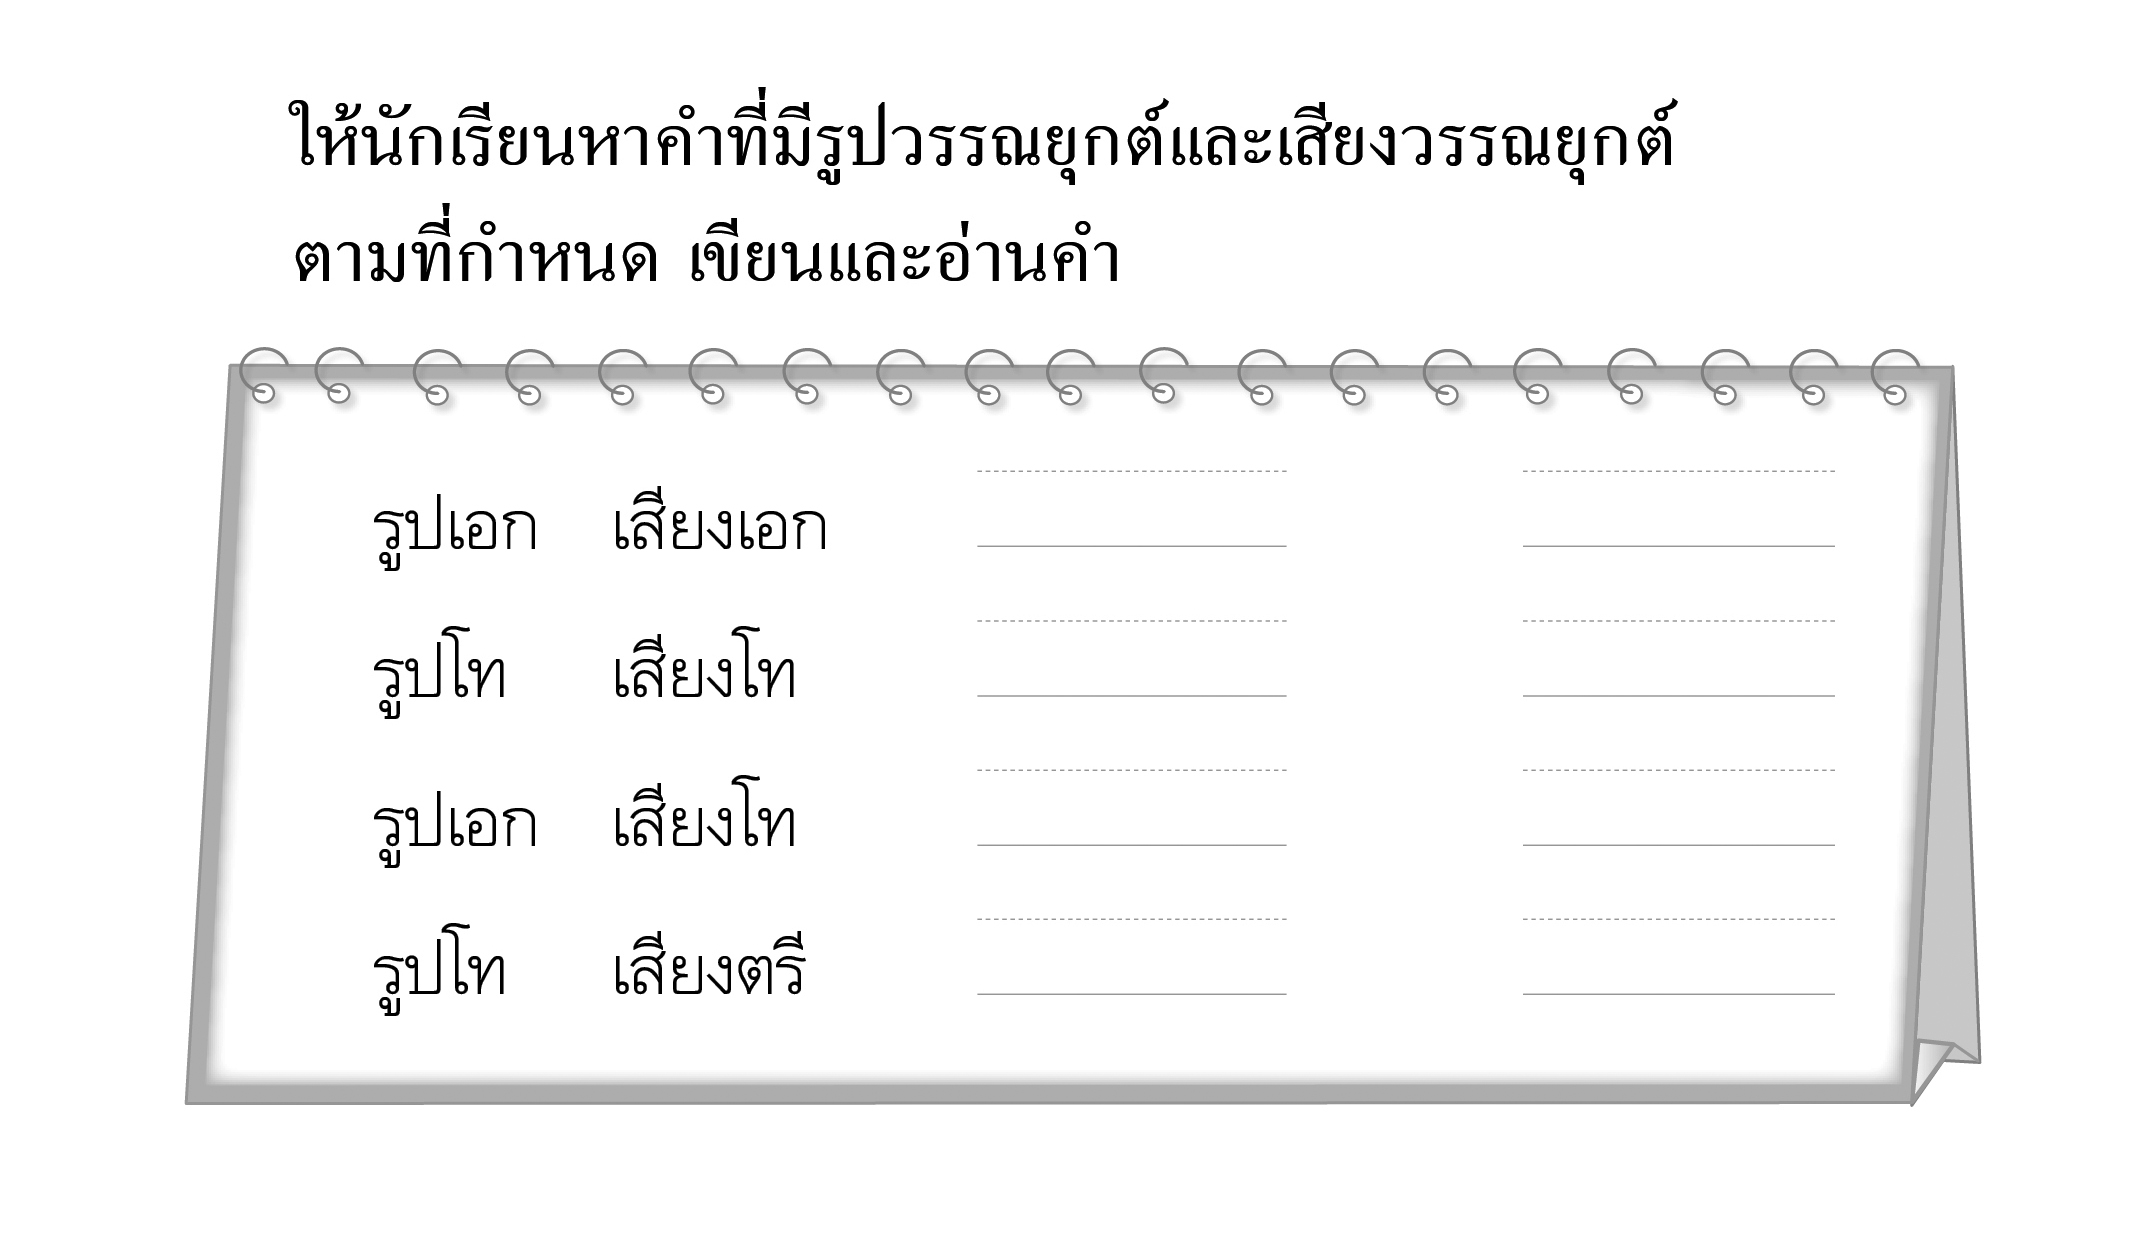 ให้นักเรียนหาคำที่มีรูปวรรณยุกต์และเสียงวรรณยุกต์
ตามที่กำหนด เขียนและอ่านคำ
รูปเอก เสียงเอก
รูปโท เสียงโท
รูปเอก เสียงโท
รูปโท เสียงตรี